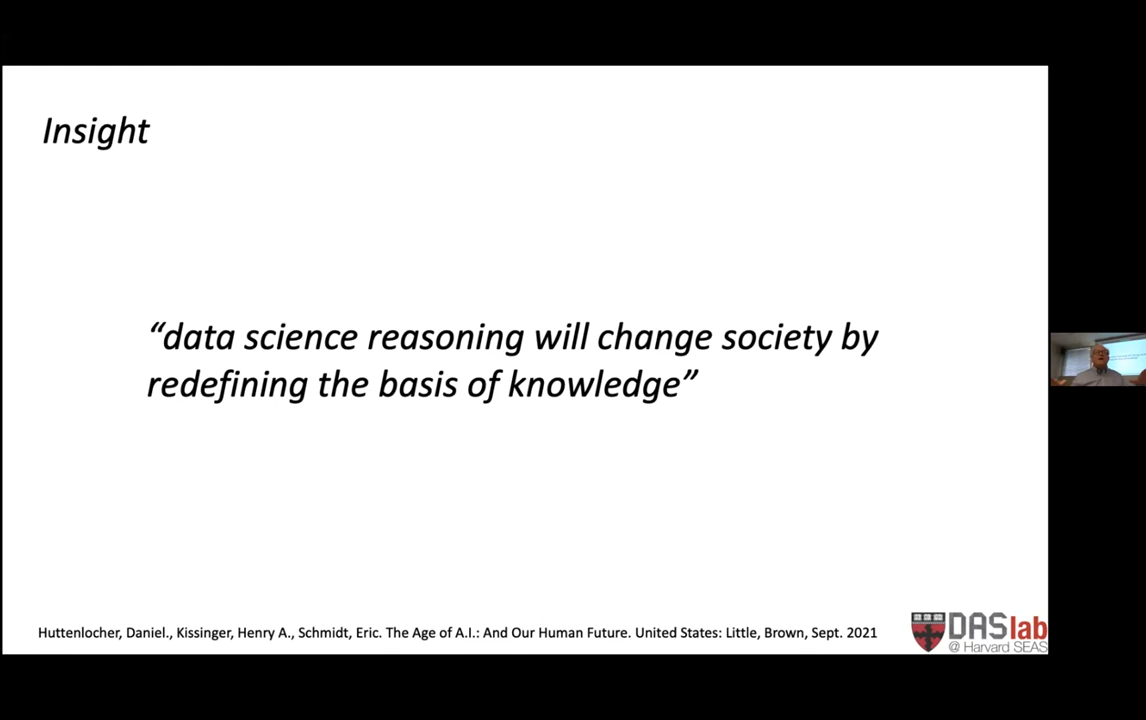 Insight
“data science reasoning will change society by
redefining the basis of knowledge”
Huttenlocher, Daniel., Kissinger, Henry A., Schmidt, Eric. The Age of A.I.: And Our Human Future. United States: Little, Brown, Sept. 2021
DASlab
@ Harvard SEAS